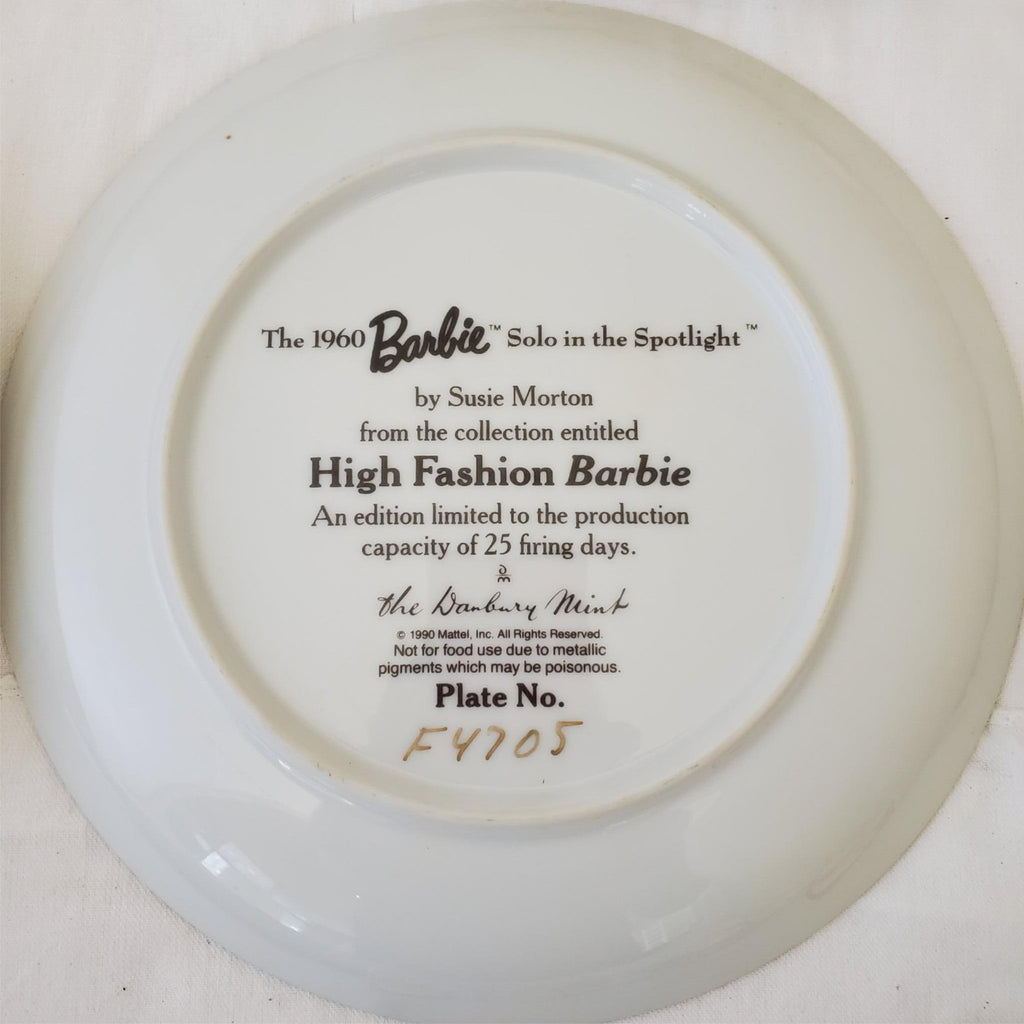 The 1960 Barbie™ Solo in the Spotlight™
by Susie Morton
from the collection entitled
High Fashion Barbie
An edition limited to the production
capacity of 25 firing days.
The Danbury Mint
© 1990 Mattel, Inc. All Rights Reserved.
Not for food use due to metallic
pigments which may be poisonous.
Plate No.
F4705